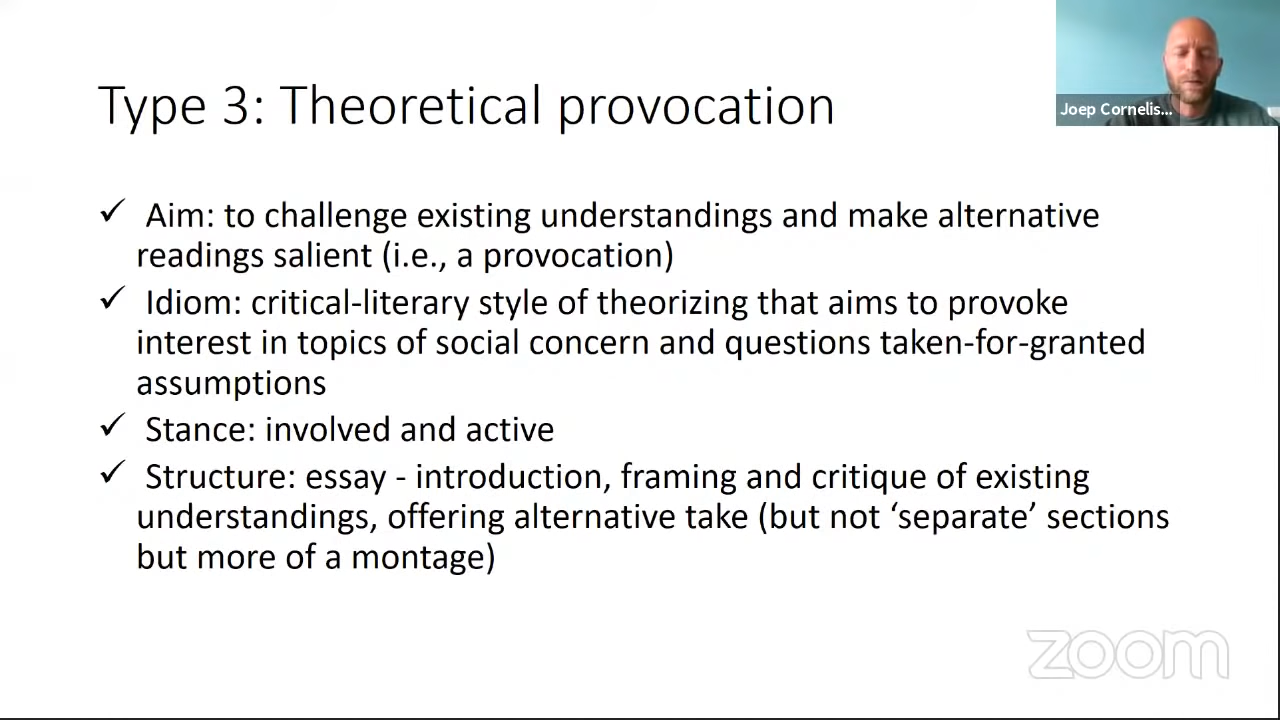 Type 3: Theoretical provocation
Joep Cornelis...
✓ Aim: to challenge existing understandings and make alternative
readings salient (i.e., a provocation)
✓ Idiom: critical-literary style of theorizing that aims to provoke
interest in topics of social concern and questions taken-for-granted
assumptions
✓ Stance: involved and active
✓ Structure: essay - introduction, framing and critique of existing
understandings, offering alternative take (but not ‘separate’ sections
but more of a montage)
zoom